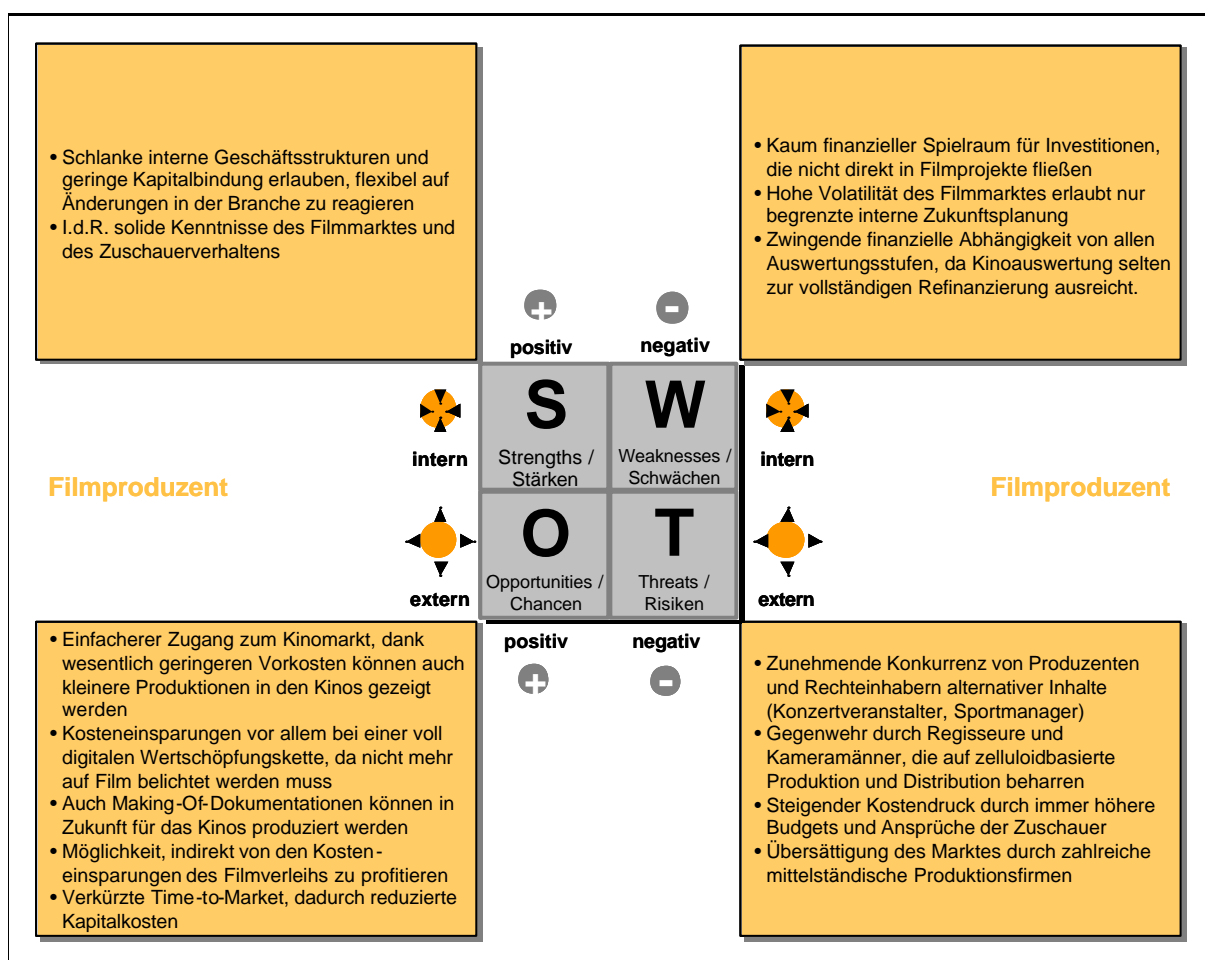 • Schlanke interne Geschäftsstrukturen und
geringe Kapitalbindung erlauben, flexibel auf
Änderungen in der Branche zu reagieren
• I.d.R. solide Kenntnisse des Filmmarktes und
des Zuschauerverhaltens
• Kaum finanzieller Spielraum für Investitionen,
die nicht direkt in Filmprojekte fließen
• Hohe Volatilität des Filmmarktes erlaubt nur
begrenzte interne Zukunftsplanung
• Zwingende finanzielle Abhängigkeit von allen
Auswertungsstufen, da Kinoauswertung selten
zur vollständigen Refinanzierung ausreicht.
+
-
positiv
negativ
S
Strengths /
Stärken
W
Weaknesses /
Schwächen
intern
intern
Filmproduzent
Filmproduzent
O
Opportunities /
Chancen
T
Threats /
Risiken
extern
extern
positiv
negativ
+
-
• Einfacherer Zugang zum Kinomarkt, dank
wesentlich geringeren Vorkosten können auch
kleinere Produktionen in den Kinos gezeigt
werden
• Kosteneinsparungen vor allem bei einer voll
digitalen Wertschöpfungskette, da nicht mehr
auf Film belichtet werden muss
• Auch Making-Of-Dokumentationen können in
Zukunft für das Kinos produziert werden
• Möglichkeit, indirekt von den Kosten-
einsparungen des Filmverleihs zu profitieren
• Verkürzte Time-to-Market, dadurch reduzierte
Kapitalkosten
• Zunehmende Konkurrenz von Produzenten
und Rechteinhabern alternativer Inhalte
(Konzertveranstalter, Sportmanager)
• Gegenwehr durch Regisseure und
Kameramänner, die auf zelluloidbasierte
Produktion und Distribution beharren
• Steigender Kostendruck durch immer höhere
Budgets und Ansprüche der Zuschauer
• Übersättigung des Marktes durch zahlreiche
mittelständische Produktionsfirmen